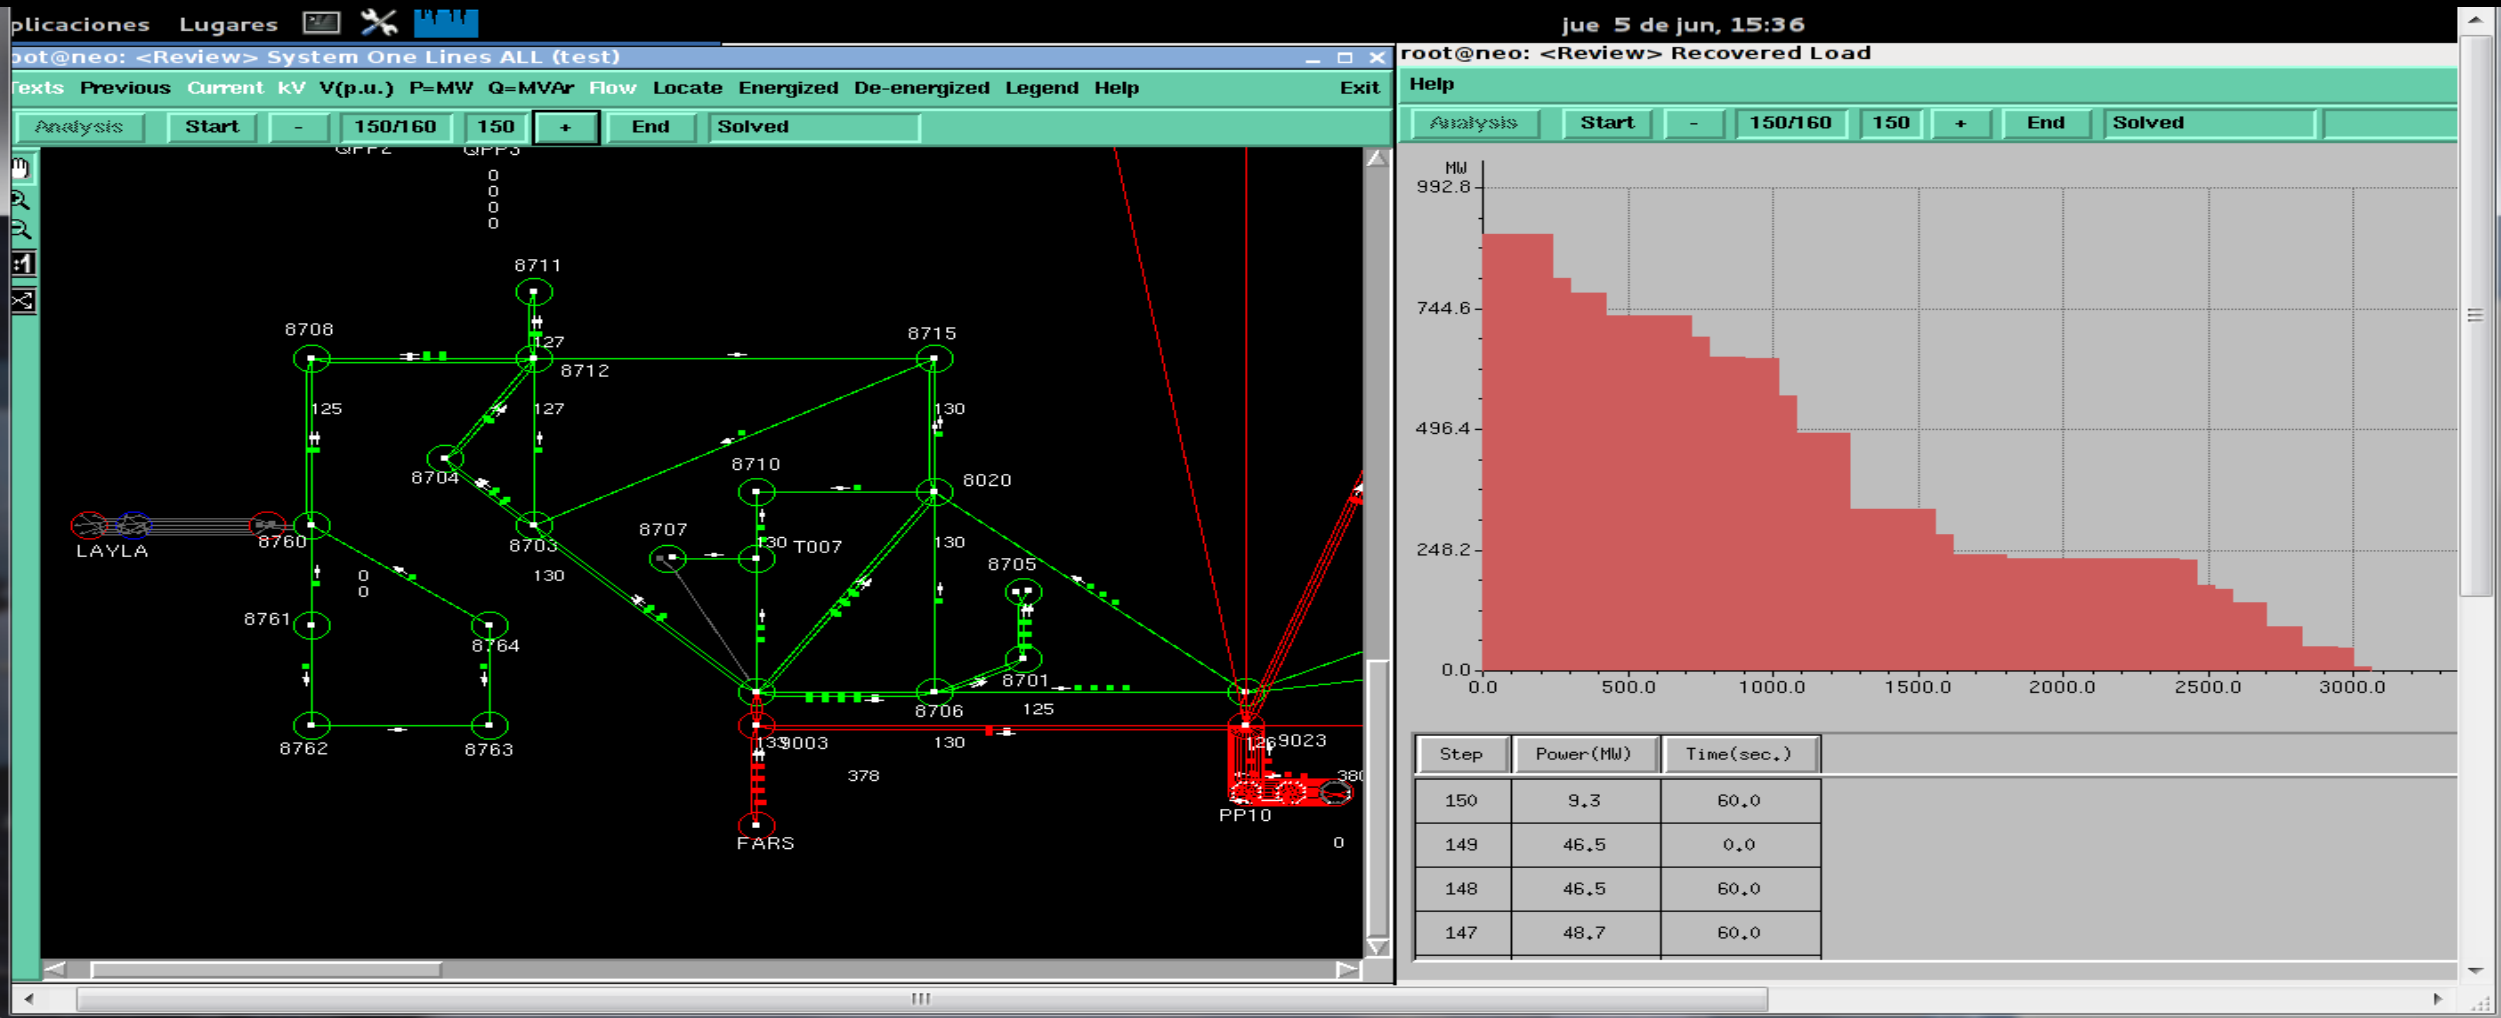 plicaciones Lugares jue 5 de jun, 15:36
oot@neo: <Review> System One Lines ALL (test)
Texts Previous Current kV V(p.u.) P=MW Q=MVAr Flow Locate Energized De-energized Legend Help Exit
Analysis Start - 150/160 150 + End Solved
:1
QIPP2 QIPP3
0
0
0
0
0
8711
8708
127
8712
8715
125
127
130
8704
8710
8020
8707
8760
LAYLA
8703
130 T007
130
130
0
0
8705
8761
8764
8701
8706
125
8762
8763
133
9003
130
126
9023
378
380
PP10
FARS
0
root@neo: <Review> Recovered Load
Help
Analysis Start - 150/160 150 + End Solved
MW
992.8
744.6
496.4
248.2
0.0
0.0 500.0 1000.0 1500.0 2000.0 2500.0 3000.0
Step Power(MW) Time(sec.)
150 9.3 60.0
149 46.5 0.0
148 46.5 60.0
147 48.7 60.0